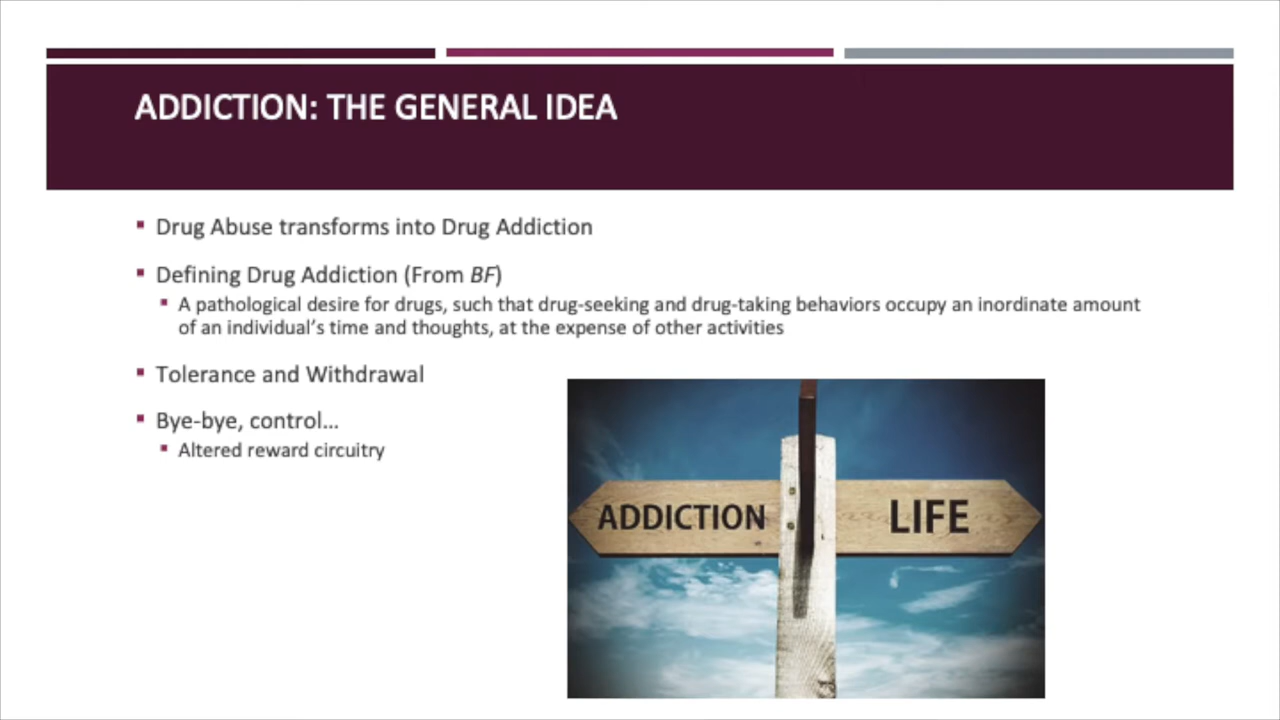 ADDICTION: THE GENERAL IDEA
Drug Abuse transforms into Drug Addiction
Defining Drug Addiction (From BF)
A pathological desire for drugs, such that drug-seeking and drug-taking behaviors occupy an inordinate amount
of an individual's time and thoughts, at the expense of other activities
Tolerance and Withdrawal
Bye-bye, control…
Altered reward circuitry
ADDICTION
LIFE